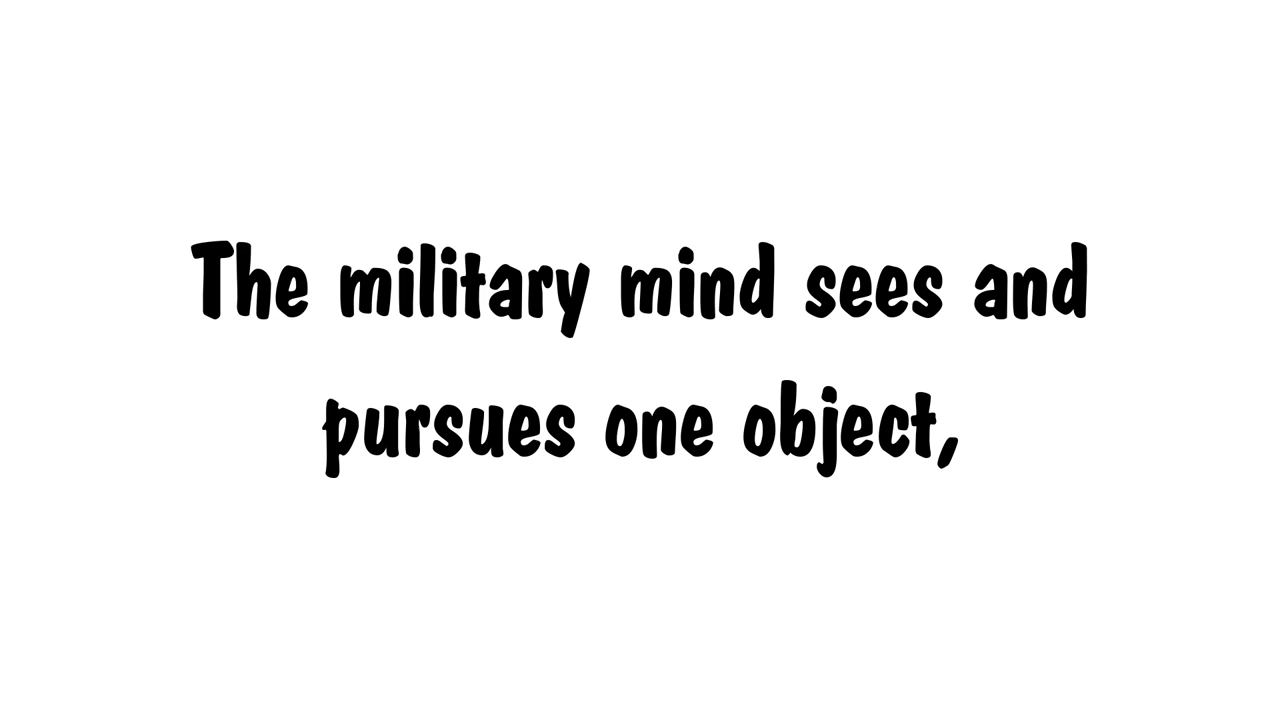 The military mind sees and
pursues one object,